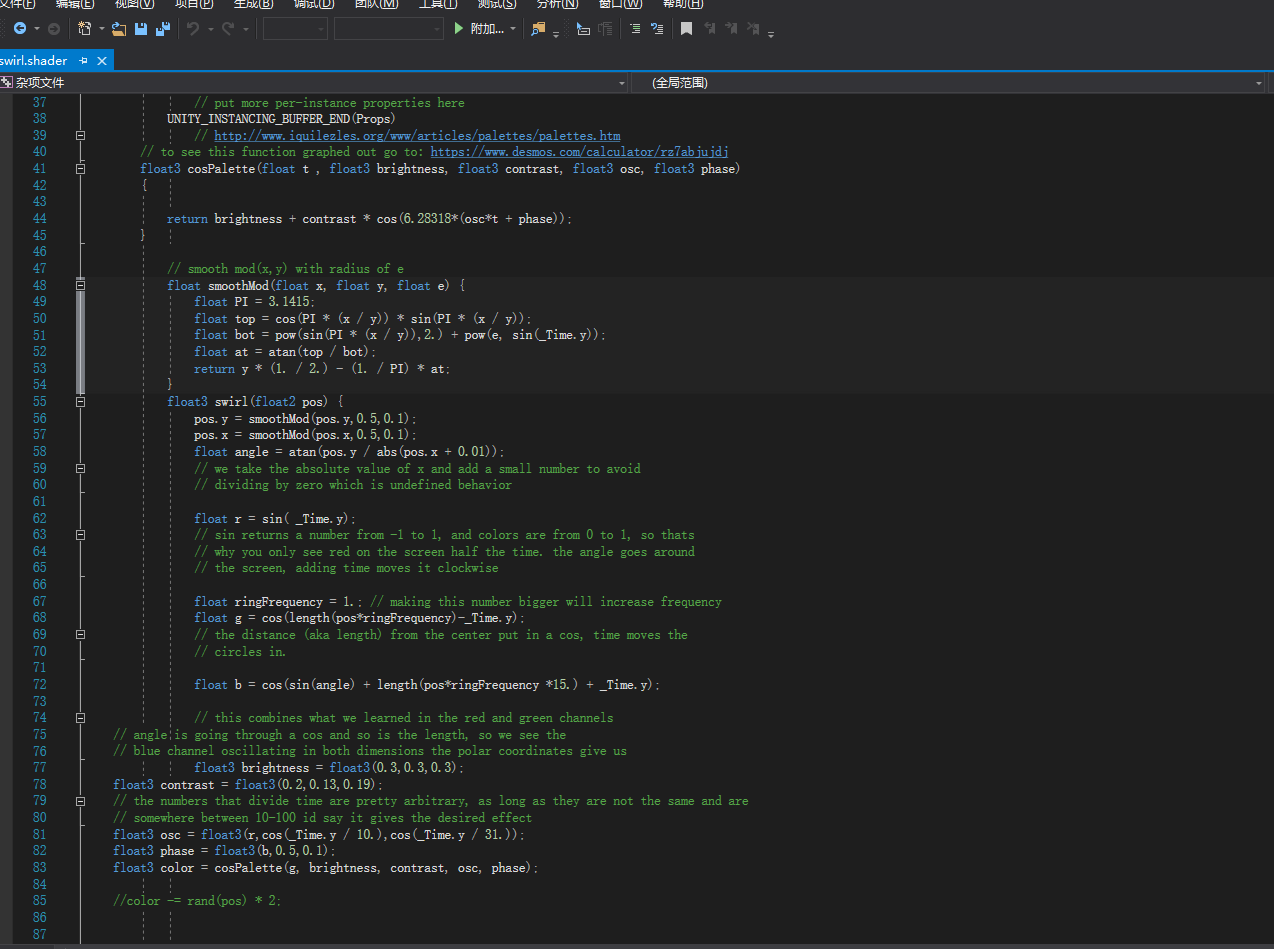 文件(F) 编辑(E) 视图(V) 项目(P) 生成(B) 调试(D) 团队(M) 工具(T) 测试(S) 分析(N) 窗口(W) 帮助(H)
附加...
swirl.shader
杂项文件 (全局范围)
37 // put more per-instance properties here
38 UNITY_INSTANCING_BUFFER_END(Props)
39 // http://www.iquilezles.org/www/articles/palettes/palettes.htm
40 // to see this function graphed out go to: https://www.desmos.com/calculator/rz7abjujdj
41 float3 cosPalette(float t , float3 brightness, float3 contrast, float3 osc, float3 phase)
42 {
43
44 return brightness + contrast * cos(6.28318*(osc*t + phase));
45 }
46
47 // smooth mod(x,y) with radius of e
48 float smoothMod(float x, float y, float e) {
49 float PI = 3.1415;
50 float top = cos(PI * (x / y)) * sin(PI * (x / y));
51 float bot = pow(sin(PI * (x / y)),2.) + pow(e, sin(_Time.y));
52 float at = atan(top / bot);
53 return y * (1. / 2.) - (1. / PI) * at;
54 }
55 float3 swirl(float2 pos) {
56 pos.y = smoothMod(pos.y,0.5,0.1);
57 pos.x = smoothMod(pos.x,0.5,0.1);
58 float angle = atan(pos.y / abs(pos.x + 0.01));
59 // we take the absolute value of x and add a small number to avoid
60 // dividing by zero which is undefined behavior
61
62 float r = sin( _Time.y);
63 // sin returns a number from -1 to 1, and colors are from 0 to 1, so thats
64 // why you only see red on the screen half the time. the angle goes around
65 // the screen, adding time moves it clockwise
66
67 float ringFrequency = 1.; // making this number bigger will increase frequency
68 float g = cos(length(pos*ringFrequency)-_Time.y);
69 // the distance (aka length) from the center put in a cos, time moves the
70 // circles in.
71
72 float b = cos(sin(angle) + length(pos*ringFrequency *15.) + _Time.y);
73
74 // this combines what we learned in the red and green channels
75 // angle is going through a cos and so is the length, so we see the
76 // blue channel oscillating in both dimensions the polar coordinates give us
77 float3 brightness = float3(0.3,0.3,0.3);
78 float3 contrast = float3(0.2,0.13,0.19);
79 // the numbers that divide time are pretty arbitrary, as long as they are not the same and are
80 // somewhere between 10-100 id say it gives the desired effect
81 float3 osc = float3(r,cos(_Time.y / 10.),cos(_Time.y / 31.));
82 float3 phase = float3(b,0.5,0.1);
83 float3 color = cosPalette(g, brightness, contrast, osc, phase);
84
85 //color -= rand(pos) * 2;
86
87